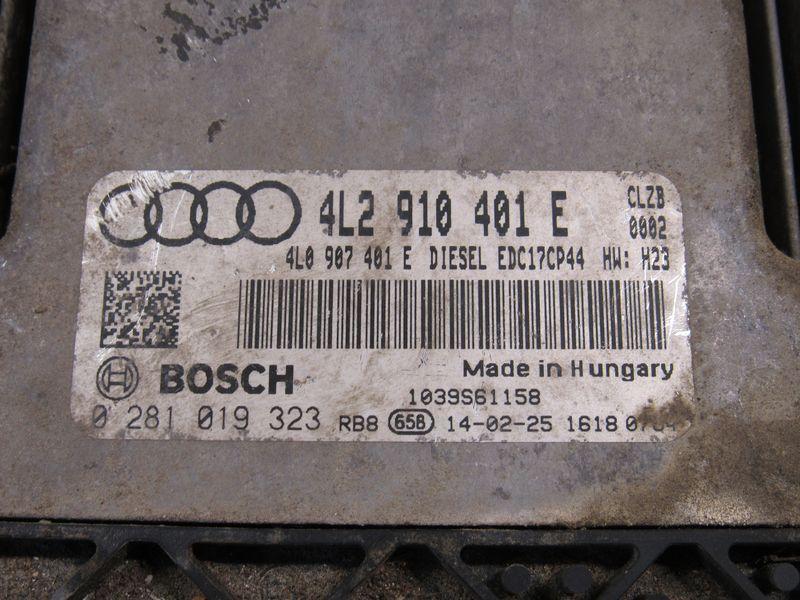 4L2 910 401 E CLZB
0002
4L0 907 401 E DIESEL EDC17CP44 HW: H23
Made in Hungary
BOSCH
1039S61158
0 281 019 323 RB8 658 14-02-25 1618